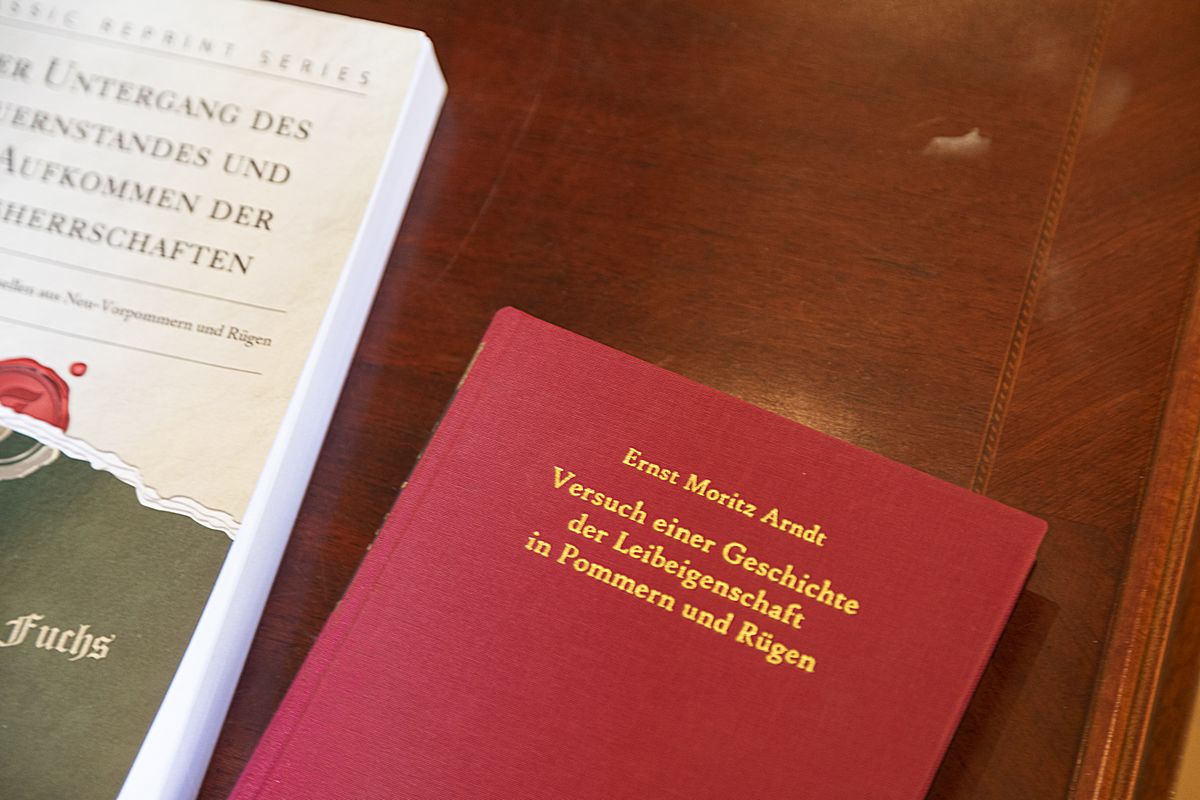 SSIC REPRINT SERIES
ER UNTERGANG DES
UERNSTANDES UND
AUFKOMMEN DER
SHERRSCHAFTEN
ellen aus Neu-Vorpommern und Rügen
Fuchs
Ernst Moritz Arndt
Versuch einer Geschichte
der Leibeigenschaft
in Pommern und Rügen